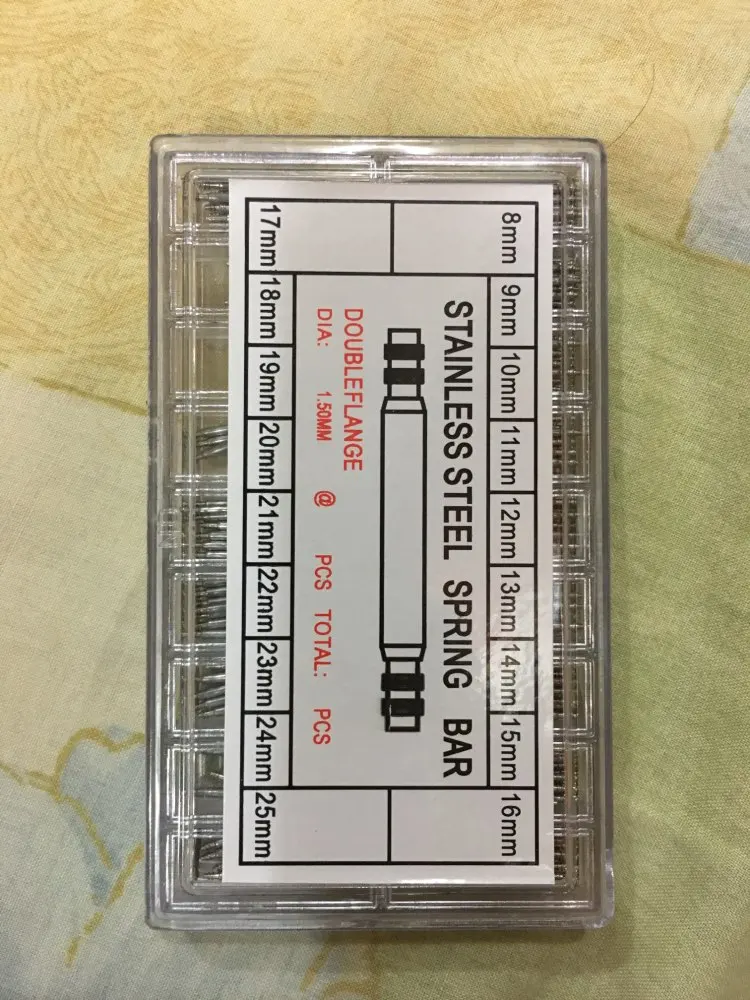 8mm 9mm 10mm 11mm 12mm 13mm 14mm 15mm 16mm
STAINLESS STEEL SPRING BAR
DOUBLEFLANGE
DIA: 1.50MM @ PCS TOTAL: PCS
17mm 18mm 19mm 20mm 21mm 22mm 23mm 24mm 25mm